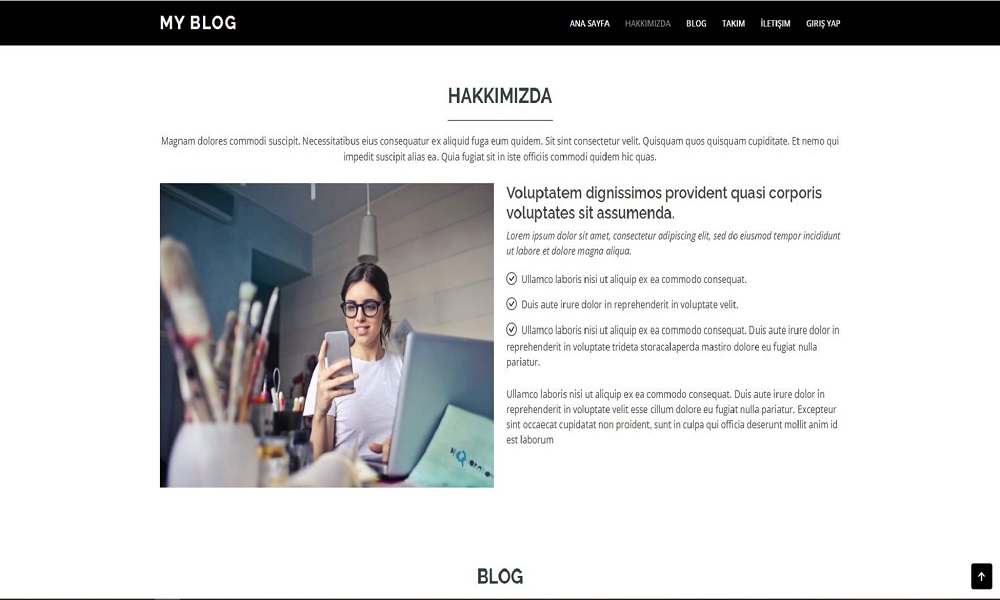 MY BLOG
ANA SAYFA HAKKIMIZDA BLOG TAKIM İLETİŞIM GIRIŞ YAP
HAKKIMIZDA
Magnam dolores commodi suscipit. Necessitatibus eius consequatur ex aliquid fuga eum quidem. Sit sint consectetur velit. Quisquam quos quisquam cupiditate. Et nemo qui
impedit suscipit alias ea. Quia fugiat sit in iste officiis commodi quidem hic quas.
Voluptatem dignissimos provident quasi corporis
voluptates sit assumenda.
Lorem ipsum dolor sit amet, consectetur adipiscing elit, sed do eiusmod tempor incididunt
ut labore et dolore magna aliqua.
Ullamco laboris nisi ut aliquip ex ea commodo consequat.
Duis aute irure dolor in reprehenderit in voluptate velit.
Ullamco laboris nisi ut aliquip ex ea commodo consequat. Duis aute irure dolor in
reprehenderit in voluptate trideta storacalaperda mastiro dolore eu fugiat nulla
pariatur.
Ullamco laboris nisi ut aliquip ex ea commodo consequat. Duis aute irure dolor in
reprehenderit in voluptate velit esse cillum dolore eu fugiat nulla pariatur. Excepteur
sint occaecat cupidatat non proident, sunt in culpa qui officia deserunt mollit anim id
est laborum
BLOG